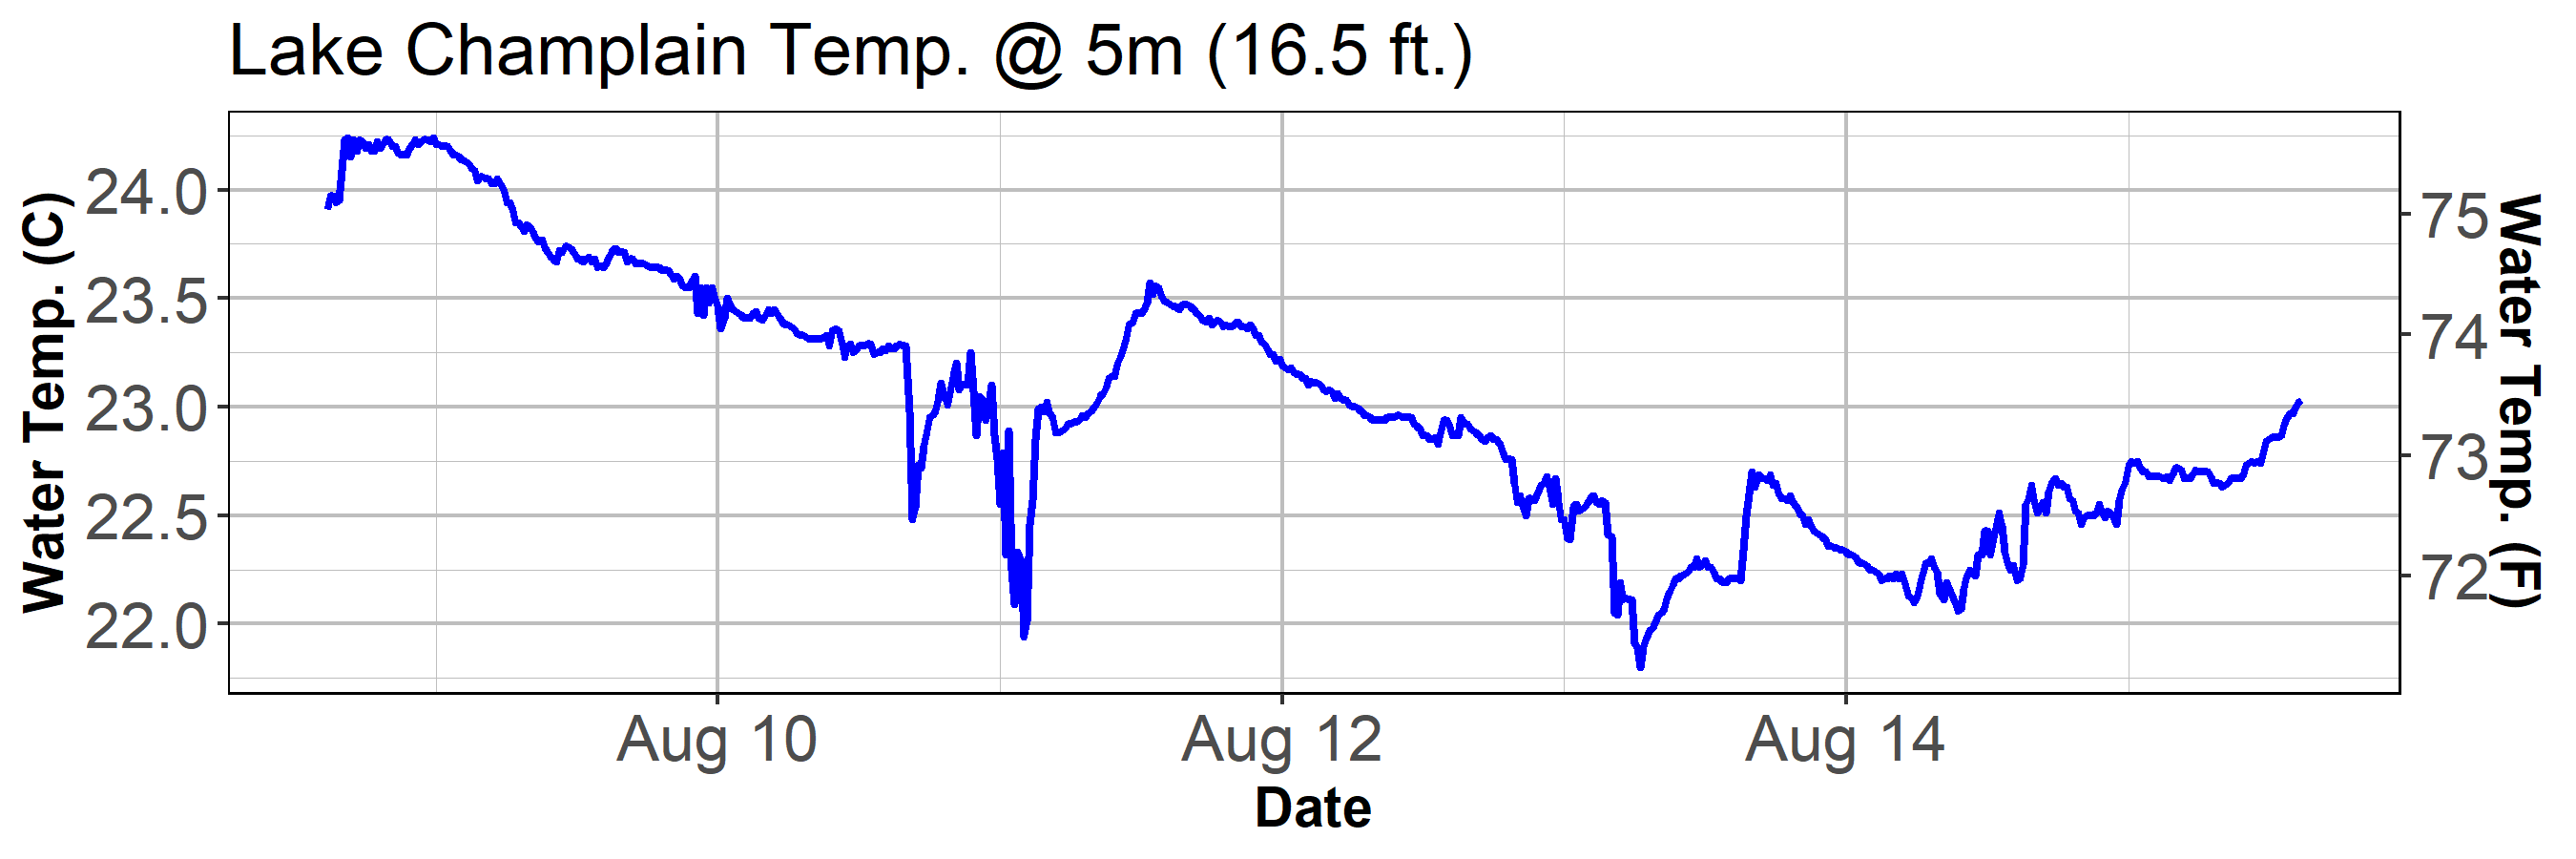 Lake Champlain Temp. @ 5m (16.5 ft.)
Water Temp. (C)
24.0
23.5
23.0
22.5
22.0
75
74
73
72
Water Temp. (F)
Aug 10 Aug 12 Aug 14
Date